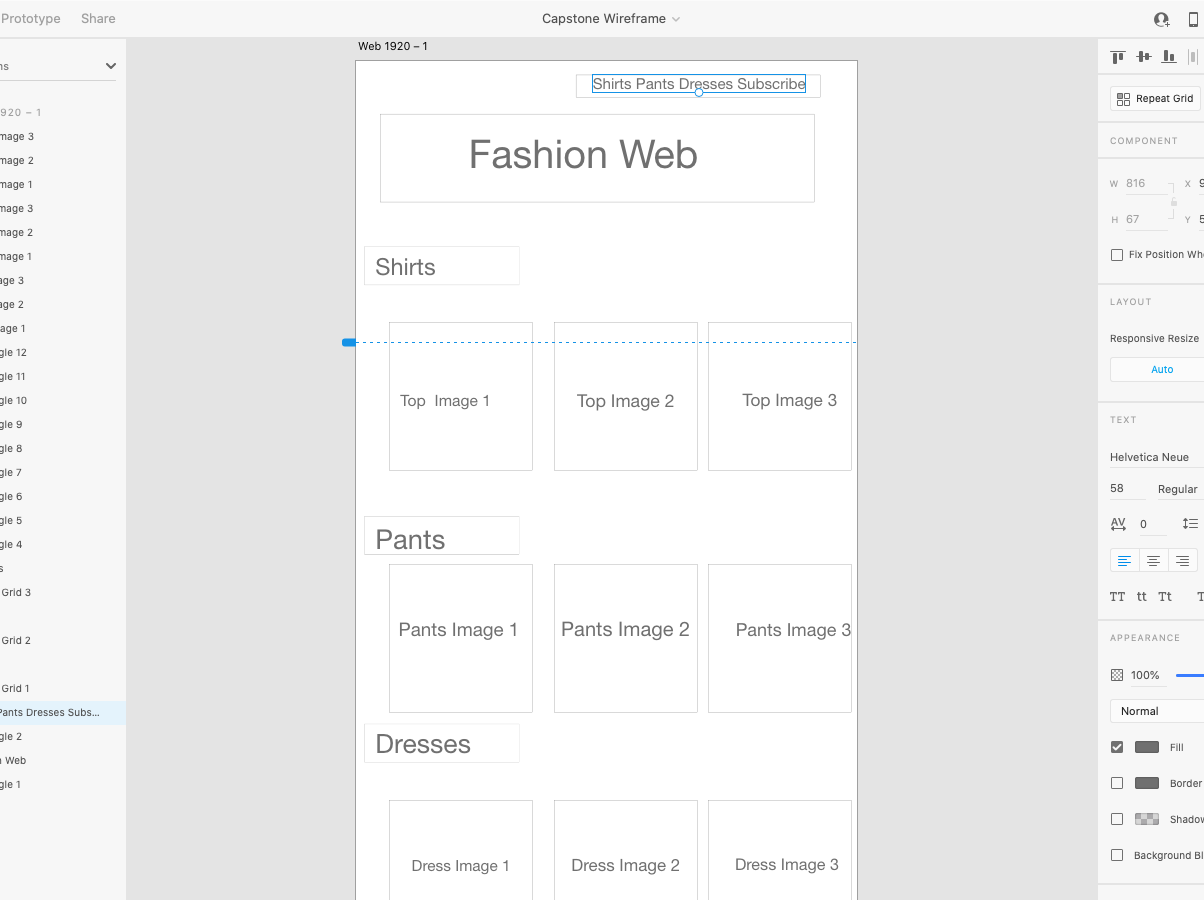 Prototype Share Capstone Wireframe
Web 1920 – 1
ns
920 – 1
mage 3
mage 2
mage 1
mage 3
mage 2
mage 1
age 3
age 2
age 1
gle 12
gle 11
gle 10
gle 9
gle 8
gle 7
gle 6
gle 5
gle 4
s
Grid 3
Grid 2
Grid 1
Pants Dresses Subs...
gle 2
n Web
gle 1
Shirts Pants Dresses Subscribe
Fashion Web
Shirts
Top Image 1 Top Image 2 Top Image 3
Pants
Pants Image 1 Pants Image 2 Pants Image 3
Dresses
Dress Image 1 Dress Image 2 Dress Image 3
Repeat Grid
COMPONENT
W 816 X 9
H 67 Y 5
Fix Position Whe
LAYOUT
Responsive Resize
Auto
TEXT
Helvetica Neue
58 Regular
AV 0
TT tt Tt T
APPEARANCE
100%
Normal
Fill
Border
Shadow
Background Bl